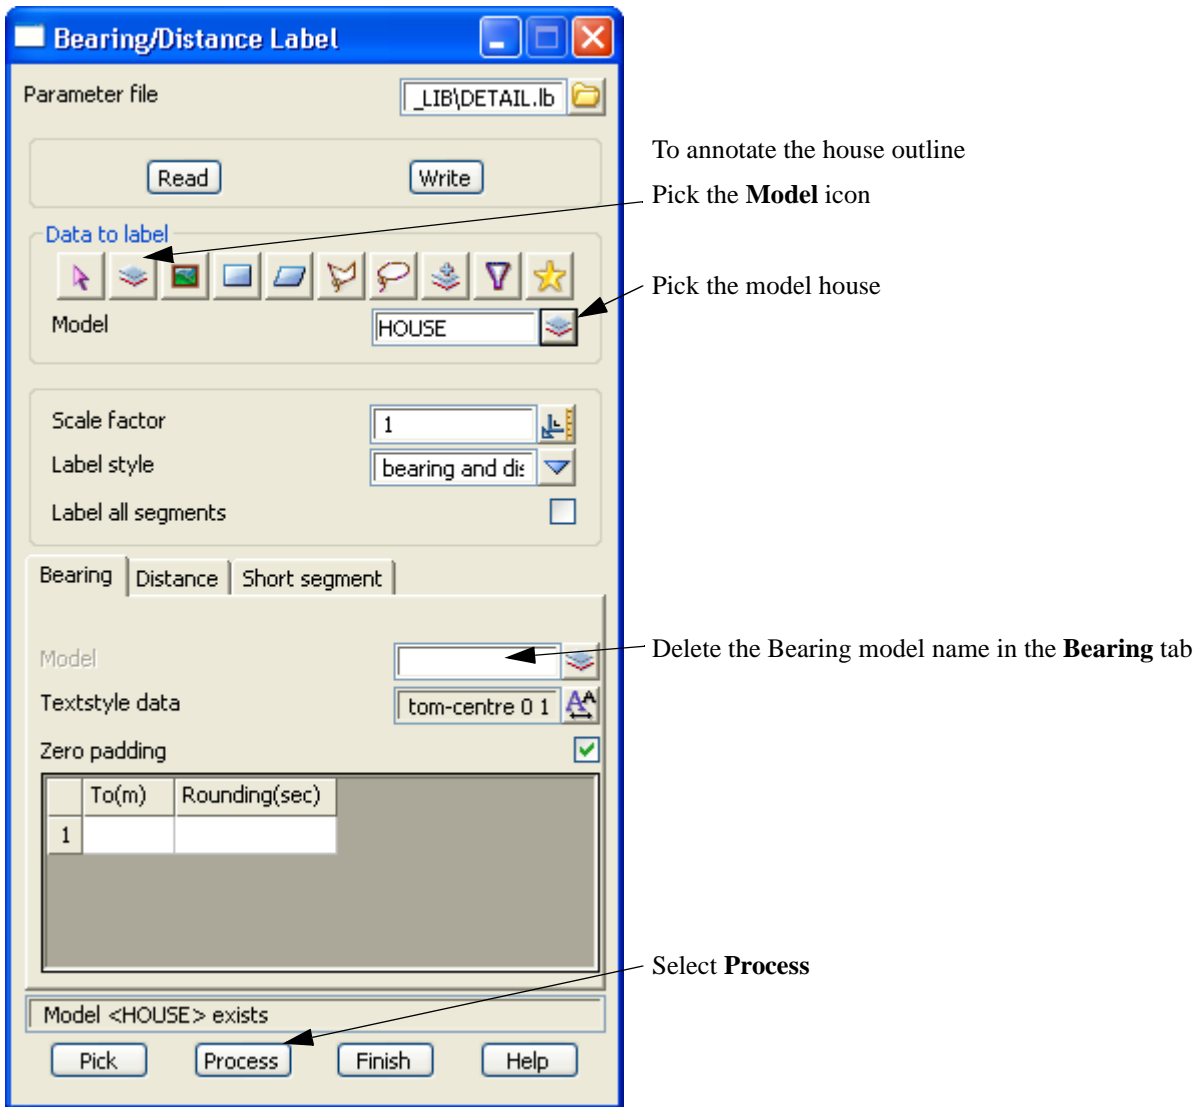 Bearing/Distance Label
Parameter file
_LIB\DETAIL.lb
To annotate the house outline
Read
Write
Pick the Model icon
Data to label
Pick the model house
Model
HOUSE
Scale factor
1
Label style
bearing and dis
Label all segments
Bearing
Distance
Short segment
Delete the Bearing model name in the Bearing tab
Model
Textstyle data
tom-centre 0 1
Zero padding
To(m)
Rounding(sec)
1
Select Process
Model <HOUSE> exists
Pick
Process
Finish
Help